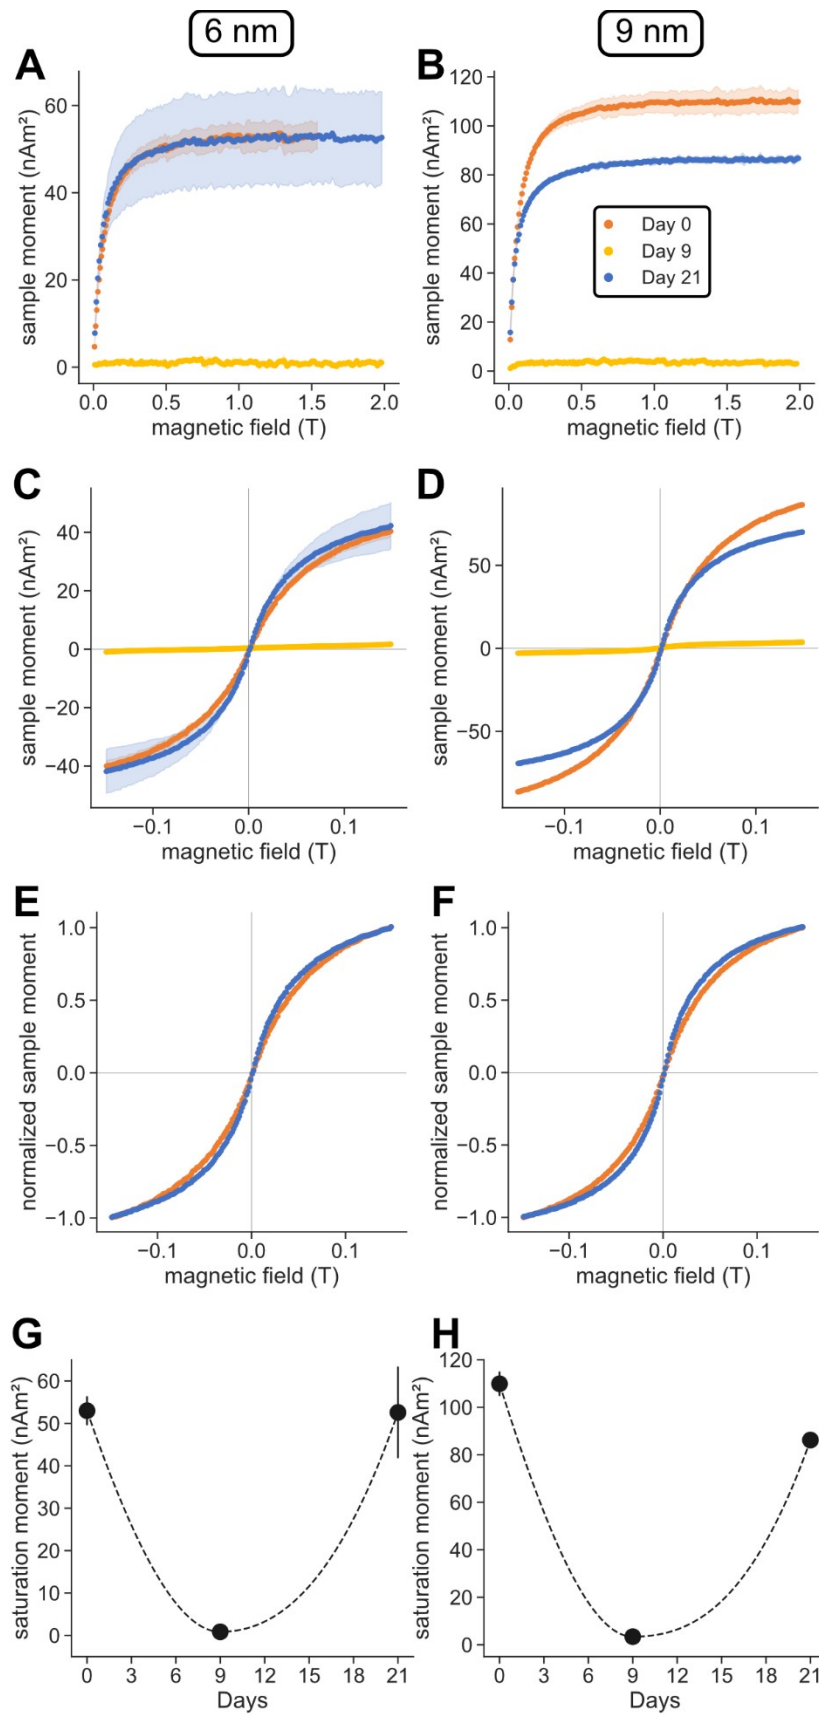 6 nm
9 nm
A
B
sample moment (nAm²)
60
40
20
0
0.0 0.5 1.0 1.5 2.0
magnetic field (T)
sample moment (nAm²)
120
100
80
60
40
20
0
Day 0
Day 9
Day 21
0.0 0.5 1.0 1.5 2.0
magnetic field (T)
C
D
sample moment (nAm²)
40
20
0
−20
−40
−0.1 0.0 0.1
magnetic field (T)
sample moment (nAm²)
50
0
−50
−0.1 0.0 0.1
magnetic field (T)
E
F
normalized sample moment
1.0
0.5
0.0
−0.5
−1.0
−0.1 0.0 0.1
magnetic field (T)
normalized sample moment
1.0
0.5
0.0
−0.5
−1.0
−0.1 0.0 0.1
magnetic field (T)
G
H
saturation moment (nAm²)
60
50
40
30
20
10
0
0 3 6 9 12 15 18 21
Days
saturation moment (nAm²)
120
100
80
60
40
20
0
0 3 6 9 12 15 18 21
Days